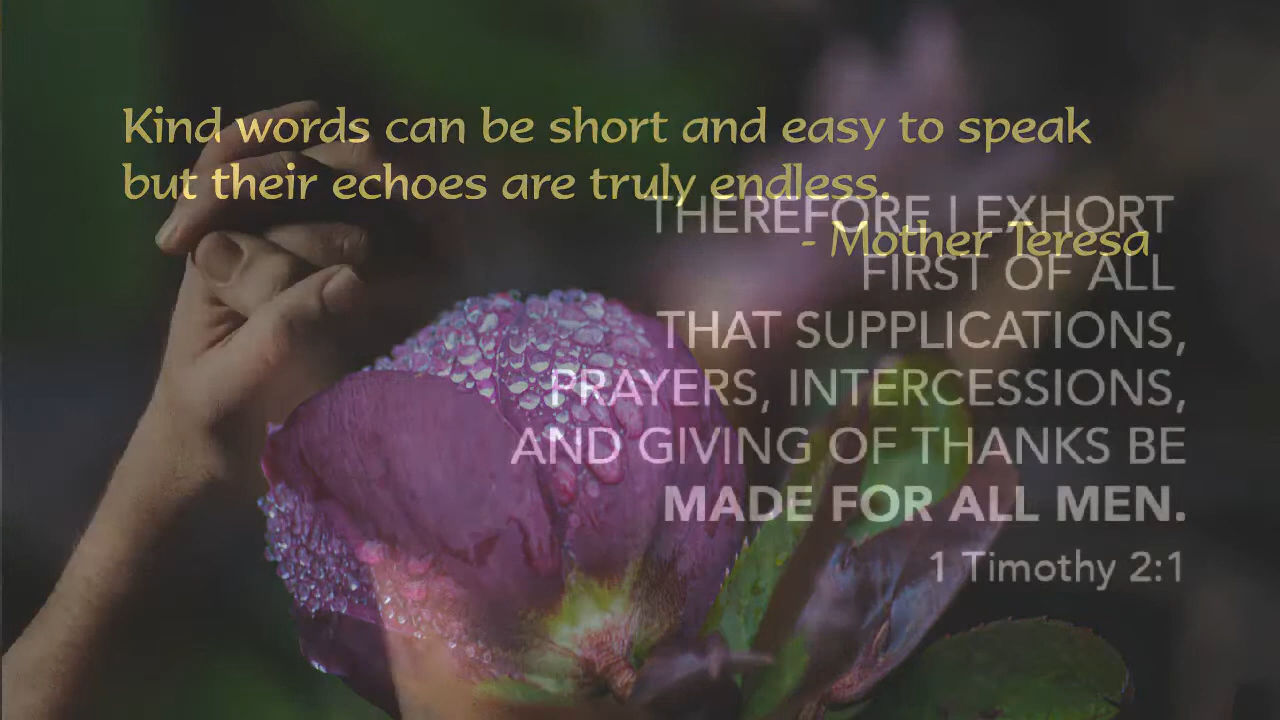 Kind words can be short and easy to speak
but their echoes are truly endless.
- Mother Teresa
THEREFORE I EXHORT
FIRST OF ALL
THAT SUPPLICATIONS,
PRAYERS, INTERCESSIONS,
AND GIVING OF THANKS BE
MADE FOR ALL MEN.
1 Timothy 2:1